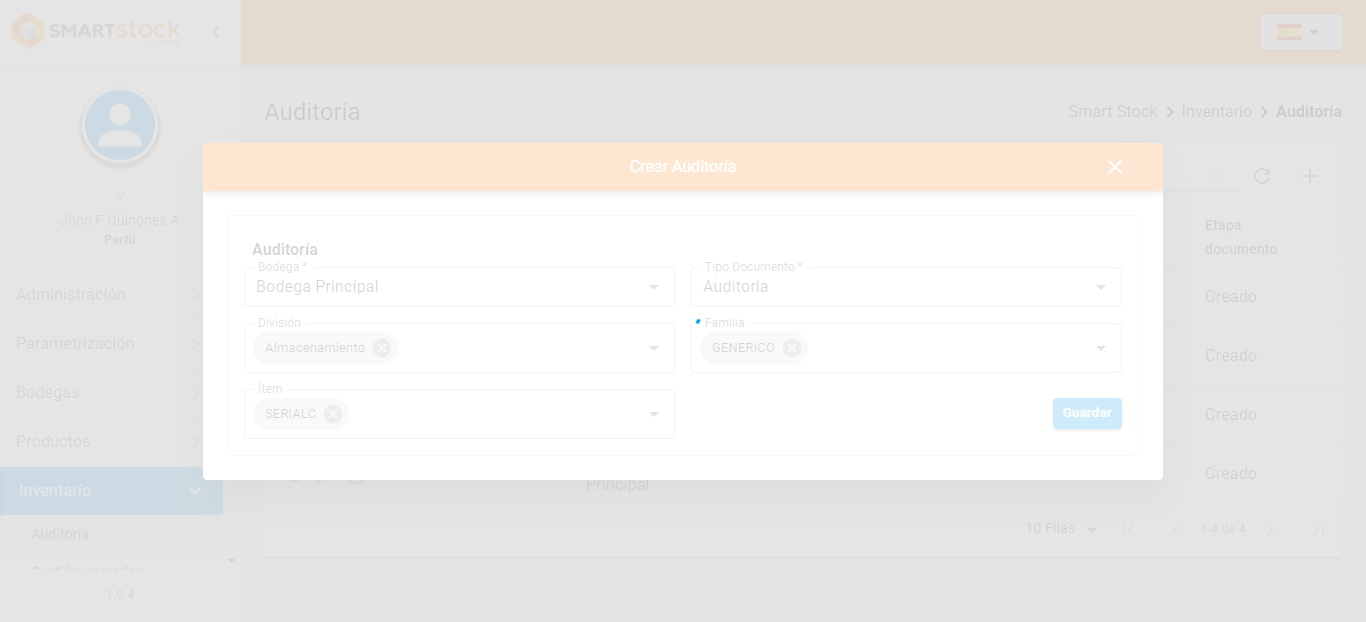 SMARTstock
Auditoría
Smart Stock > Inventario > Auditoría
Crear Auditoría
Jhon F Quinones A
Perfil
Etapa
documento
Auditoría
Bodega *
Bodega Principal
Tipo Documento *
Auditoria
División
Almacenamiento
Familia
GENERICO
Ítem
SERIALC
Guardar
Administración
Parametrización
Bodegas
Productos
Inventario
Auditoría
1.9.4
Creado
Creado
Creado
Creado
Principal
10 Filas
1-4 de 4